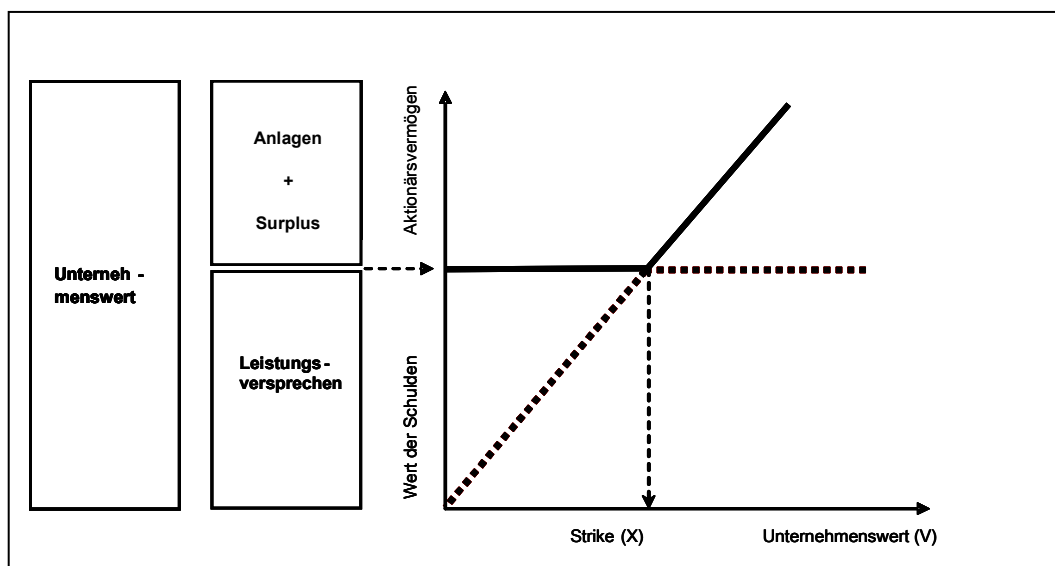 Unterneh -
menswert
Anlagen
+
Surplus
Leistungs -
versprechen
Aktionärsvermögen
Wert der Schulden
Strike (X)
Unternehmenswert (V)